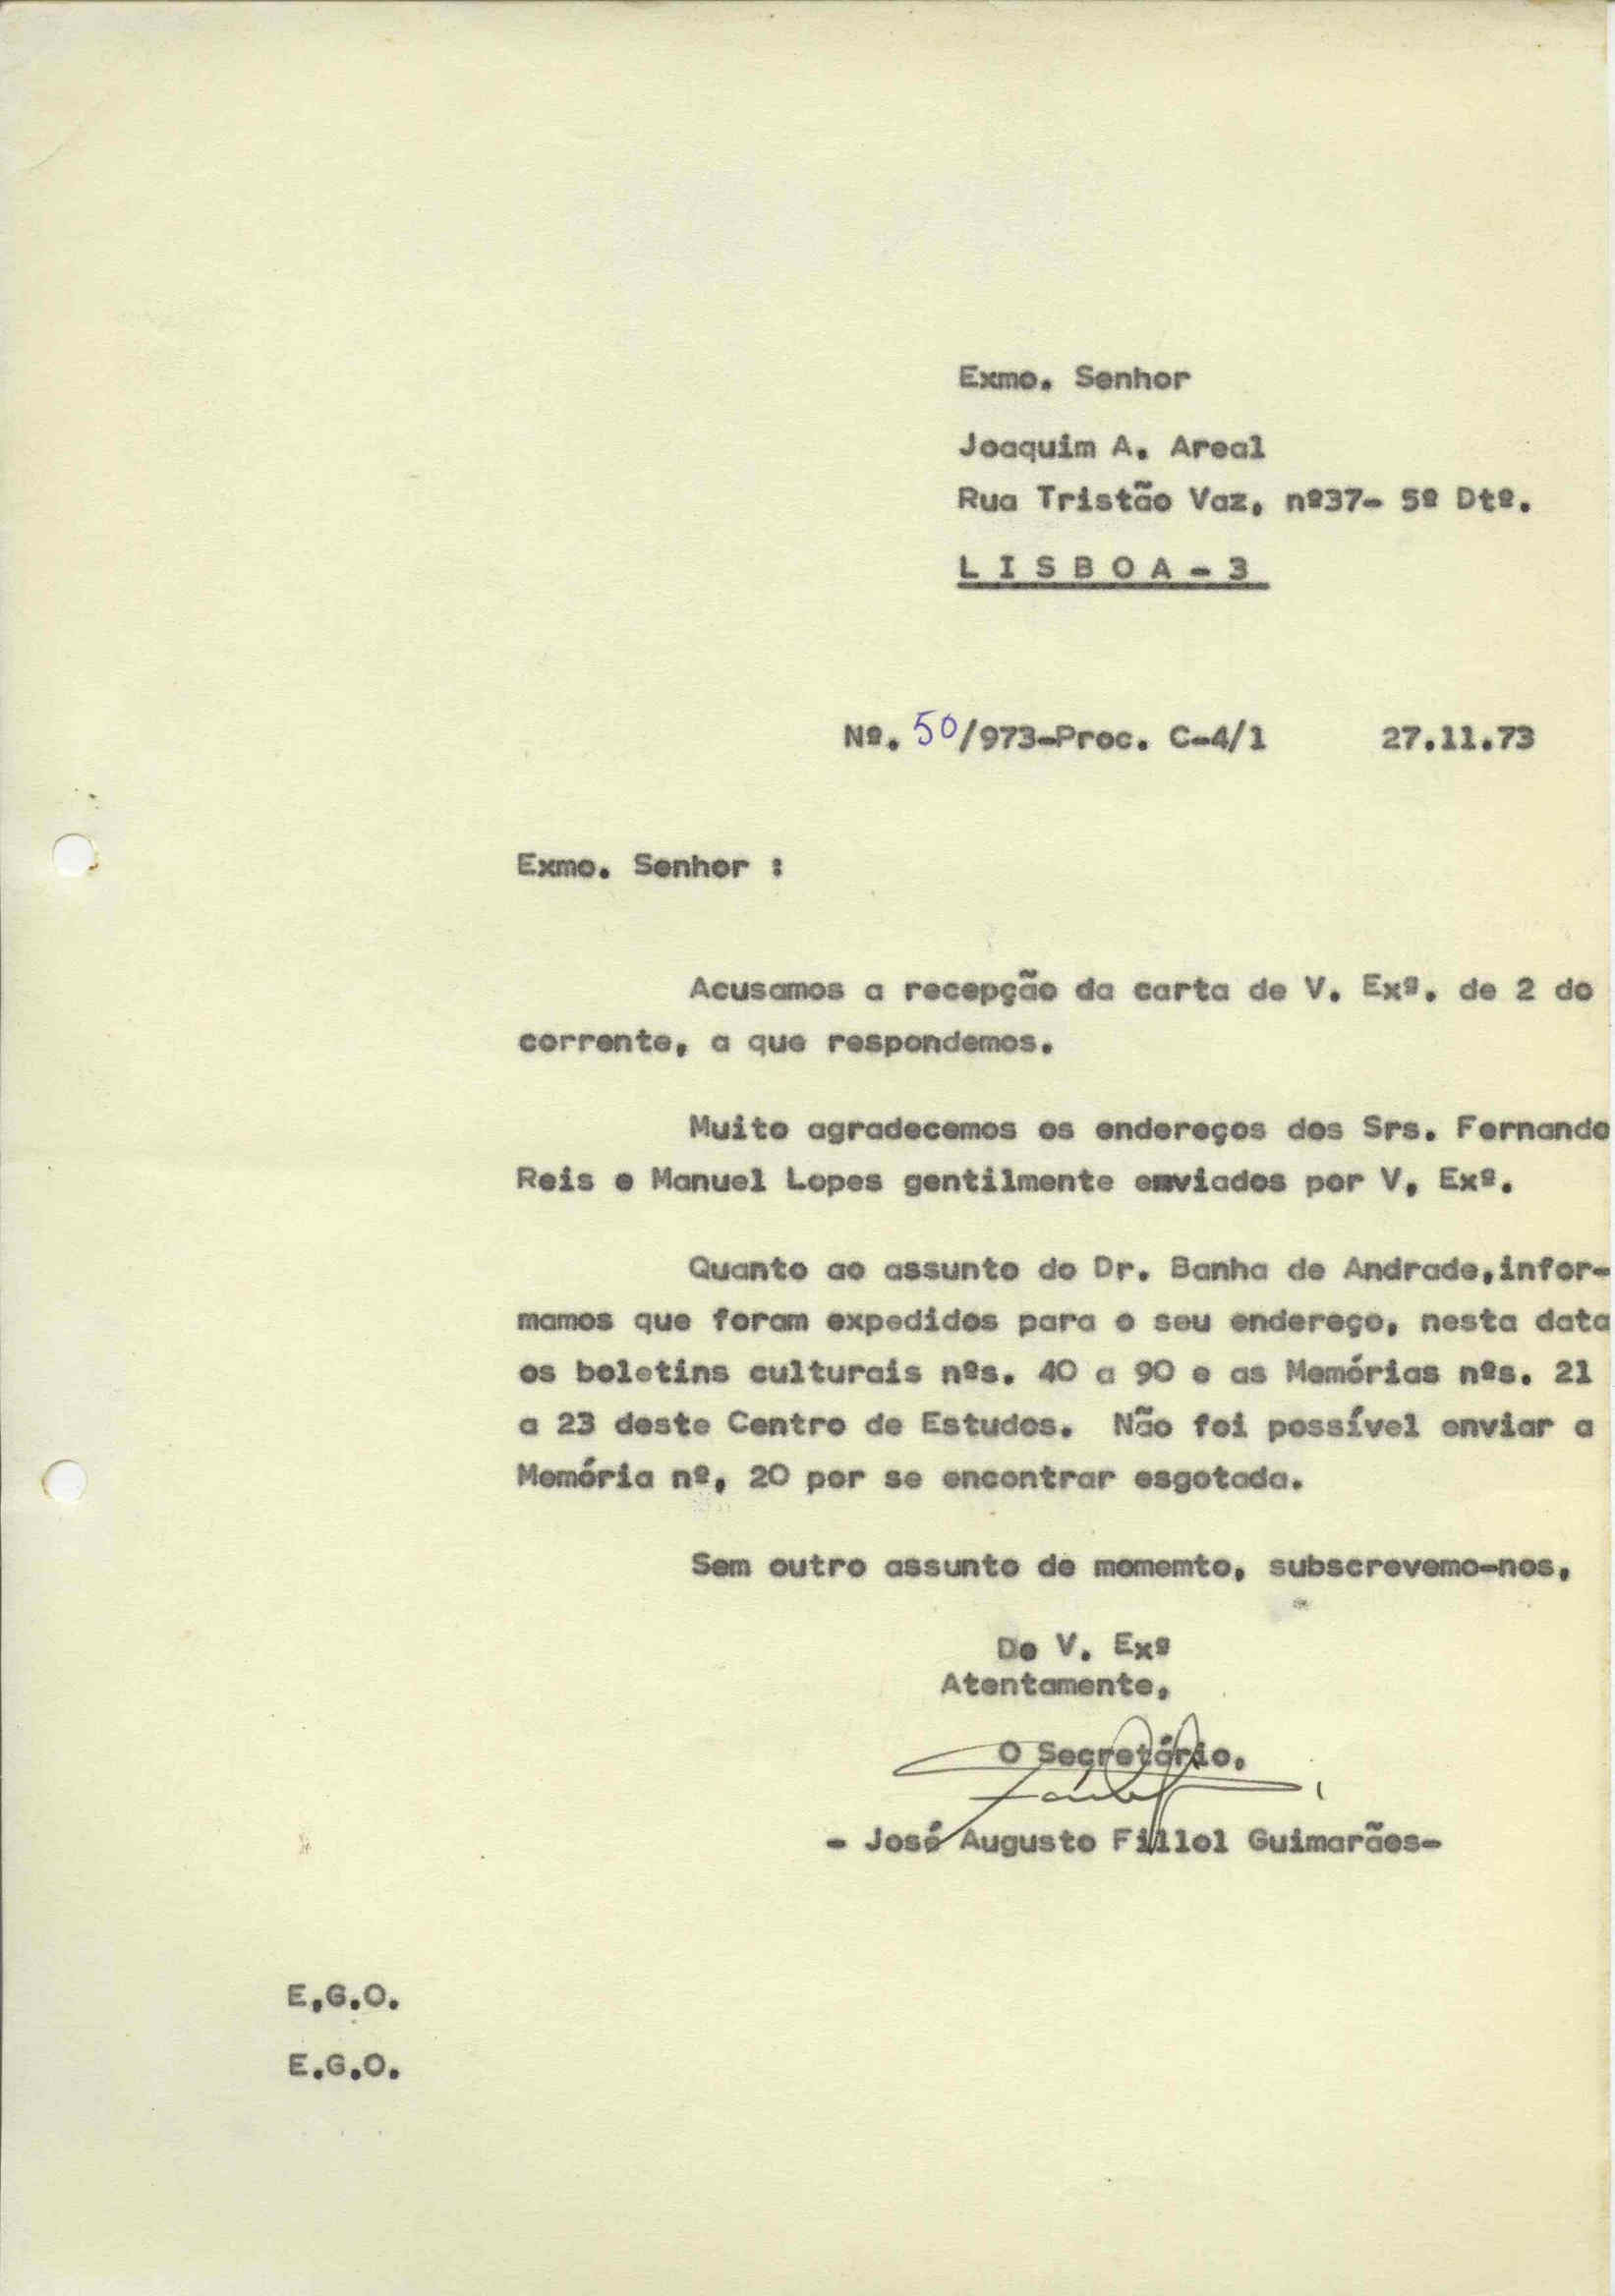 Exmo. Senhor
Joaquim A. Areal
Rua Tristão Vaz, nº37- 5º Dtº.
L I S B O A - 3
Nº. 50/973-Proc. C-4/1 27.11.73
Exmo. Senhor :
Acusamos a recepção da carta de V. Exª. de 2 do
corrente, a que respondemos.
Muito agradecemos os endereços dos Srs. Fernando
Reis e Manuel Lopes gentilmente enviados por V, Exª.
Quanto ao assunto do Dr. Banha de Andrade,infor-
mamos que foram expedidos para o seu endereço, nesta data
os boletins culturais nºs. 40 a 90 e as Memórias nºs. 21
a 23 deste Centro de Estudos. Não foi possível enviar a
Memória nº, 20 por se encontrar esgotada.
Sem outro assunto de momemto, subscrevemo-nos,
De V. Exª
Atentamente,
O Secretário,
- José Augusto Fillol Guimarães-
E,G.O.
E.G.O.